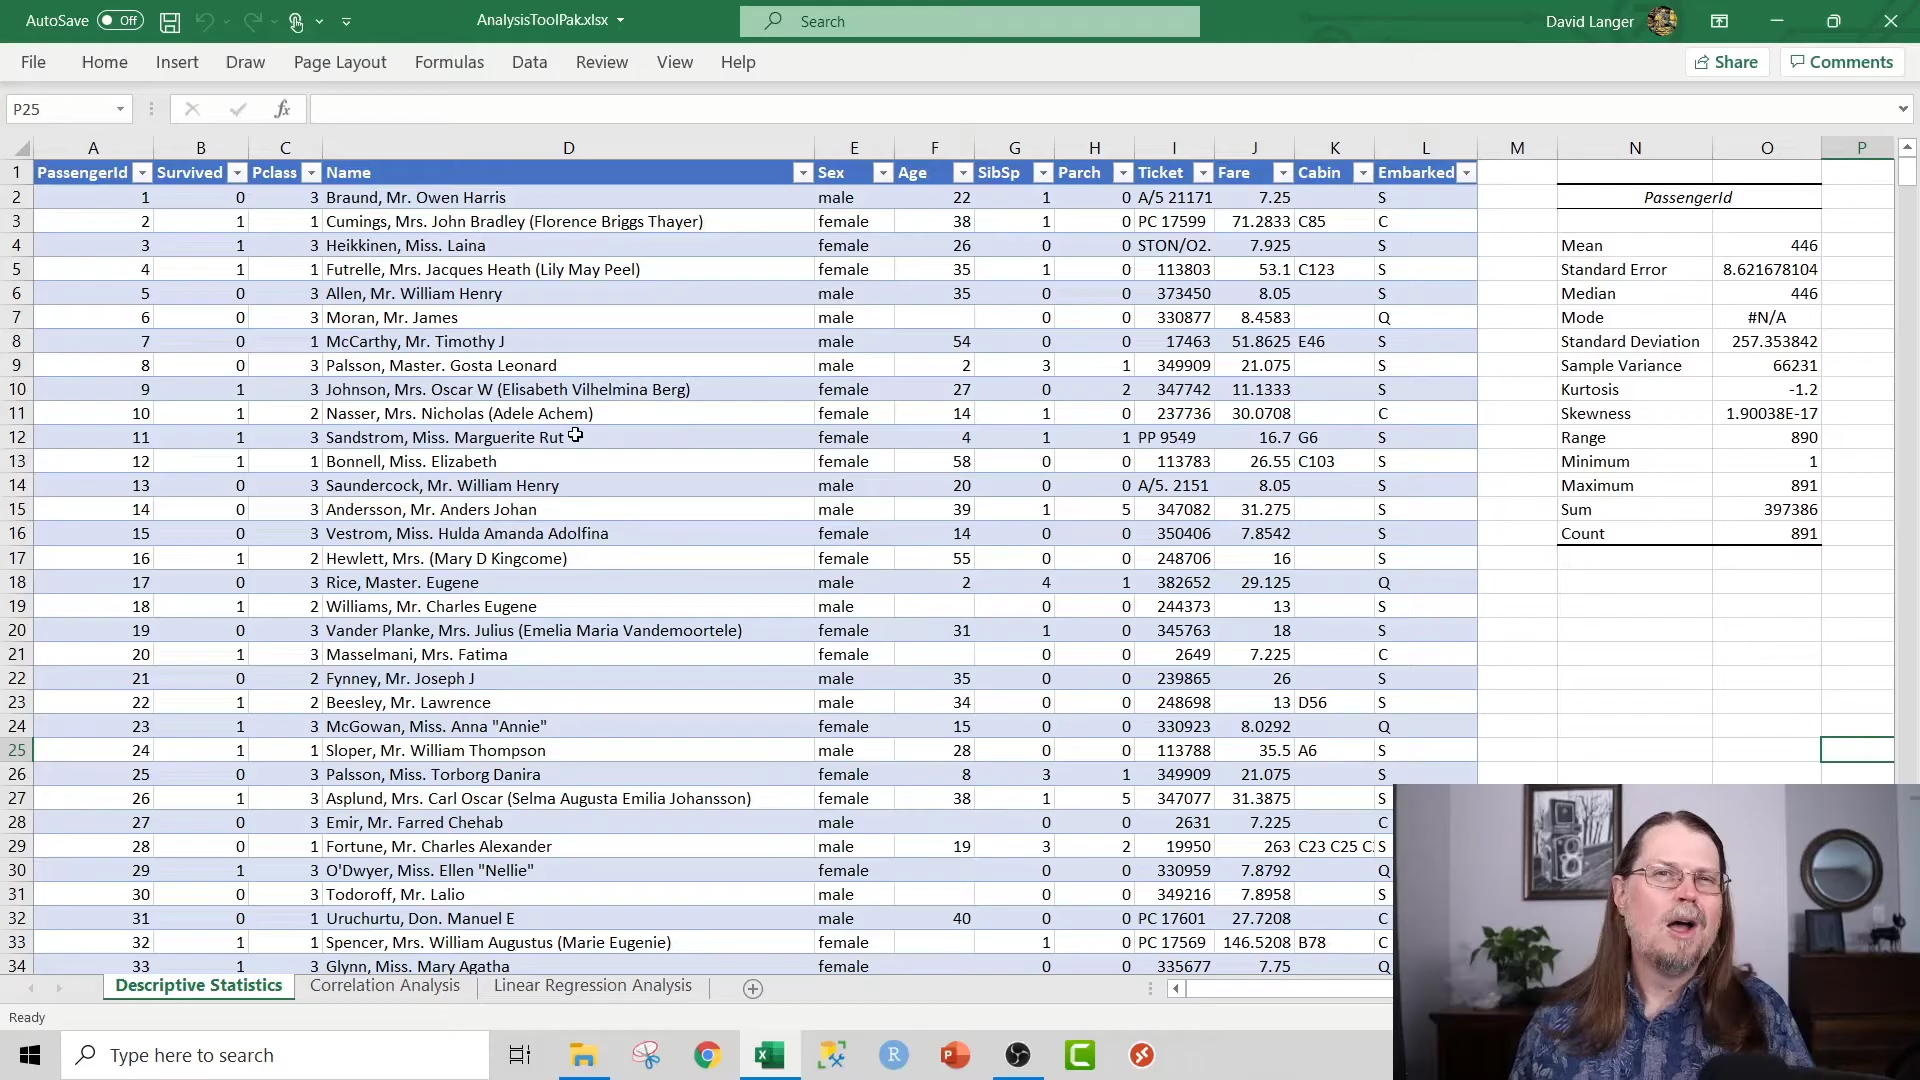 AutoSave Off AnalysisToolPak.xlsx Search David Langer
File Home Insert Draw Page Layout Formulas Data Review View Help Share Comments
P25 fx
A B C D E F G H I J K L M N O P
1 PassengerId Survived Pclass Name Sex Age SibSp Parch Ticket Fare Cabin Embarked
2 1 0 3 Braund, Mr. Owen Harris male 22 1 0 A/5 21171 7.25 S PassengerId
3 2 1 1 Cumings, Mrs. John Bradley (Florence Briggs Thayer) female 38 1 0 PC 17599 71.2833 C85 C
4 3 1 3 Heikkinen, Miss. Laina female 26 0 0 STON/O2. 7.925 S Mean 446
5 4 1 1 Futrelle, Mrs. Jacques Heath (Lily May Peel) female 35 1 0 113803 53.1 C123 S Standard Error 8.621678104
6 5 0 3 Allen, Mr. William Henry male 35 0 0 373450 8.05 S Median 446
7 6 0 3 Moran, Mr. James male 0 0 330877 8.4583 Q Mode #N/A
8 7 0 1 McCarthy, Mr. Timothy J male 54 0 0 17463 51.8625 E46 S Standard Deviation 257.353842
9 8 0 3 Palsson, Master. Gosta Leonard male 2 3 1 349909 21.075 S Sample Variance 66231
10 9 1 3 Johnson, Mrs. Oscar W (Elisabeth Vilhelmina Berg) female 27 0 2 347742 11.1333 S Kurtosis -1.2
11 10 1 2 Nasser, Mrs. Nicholas (Adele Achem) female 14 1 0 237736 30.0708 C Skewness 1.90038E-17
12 11 1 3 Sandstrom, Miss. Marguerite Rut female 4 1 1 PP 9549 16.7 G6 S Range 890
13 12 1 1 Bonnell, Miss. Elizabeth female 58 0 0 113783 26.55 C103 S Minimum 1
14 13 0 3 Saundercock, Mr. William Henry male 20 0 0 A/5. 2151 8.05 S Maximum 891
15 14 0 3 Andersson, Mr. Anders Johan male 39 1 5 347082 31.275 S Sum 397386
16 15 0 3 Vestrom, Miss. Hulda Amanda Adolfina female 14 0 0 350406 7.8542 S Count 891
17 16 1 2 Hewlett, Mrs. (Mary D Kingcome) female 55 0 0 248706 16 S
18 17 0 3 Rice, Master. Eugene male 2 4 1 382652 29.125 Q
19 18 1 2 Williams, Mr. Charles Eugene male 0 0 244373 13 S
20 19 0 3 Vander Planke, Mrs. Julius (Emelia Maria Vandemoortele) female 31 1 0 345763 18 S
21 20 1 3 Masselmani, Mrs. Fatima female 0 0 2649 7.225 C
22 21 0 2 Fynney, Mr. Joseph J male 35 0 0 239865 26 S
23 22 1 2 Beesley, Mr. Lawrence male 34 0 0 248698 13 D56 S
24 23 1 3 McGowan, Miss. Anna "Annie" female 15 0 0 330923 8.0292 Q
25 24 1 1 Sloper, Mr. William Thompson male 28 0 0 113788 35.5 A6 S
26 25 0 3 Palsson, Miss. Torborg Danira female 8 3 1 349909 21.075 S
27 26 1 3 Asplund, Mrs. Carl Oscar (Selma Augusta Emilia Johansson) female 38 1 5 347077 31.3875 S
28 27 0 3 Emir, Mr. Farred Chehab male 0 0 2631 7.225 C
29 28 0 1 Fortune, Mr. Charles Alexander male 19 3 2 19950 263 C23 C25 C S
30 29 1 3 O'Dwyer, Miss. Ellen "Nellie" female 0 0 330959 7.8792 Q
31 30 0 3 Todoroff, Mr. Lalio male 0 0 349216 7.8958 S
32 31 0 1 Uruchurtu, Don. Manuel E male 40 0 0 PC 17601 27.7208 C
33 32 1 1 Spencer, Mrs. William Augustus (Marie Eugenie) female 1 0 PC 17569 146.5208 B78 C
34 33 1 3 Glynn, Miss. Mary Agatha female 0 0 335677 7.75 Q
Descriptive Statistics Correlation Analysis Linear Regression Analysis
Ready
Type here to search